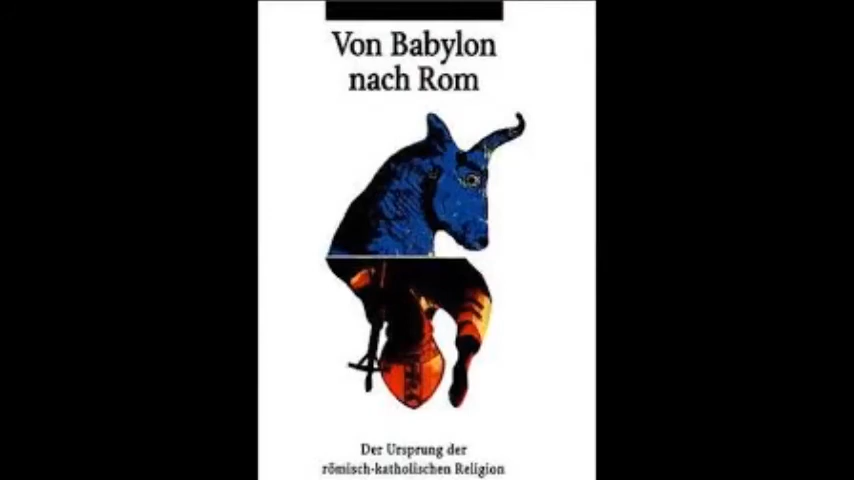 Von Babylon
nach Rom
Der Ursprung der
römisch-katholischen Religion